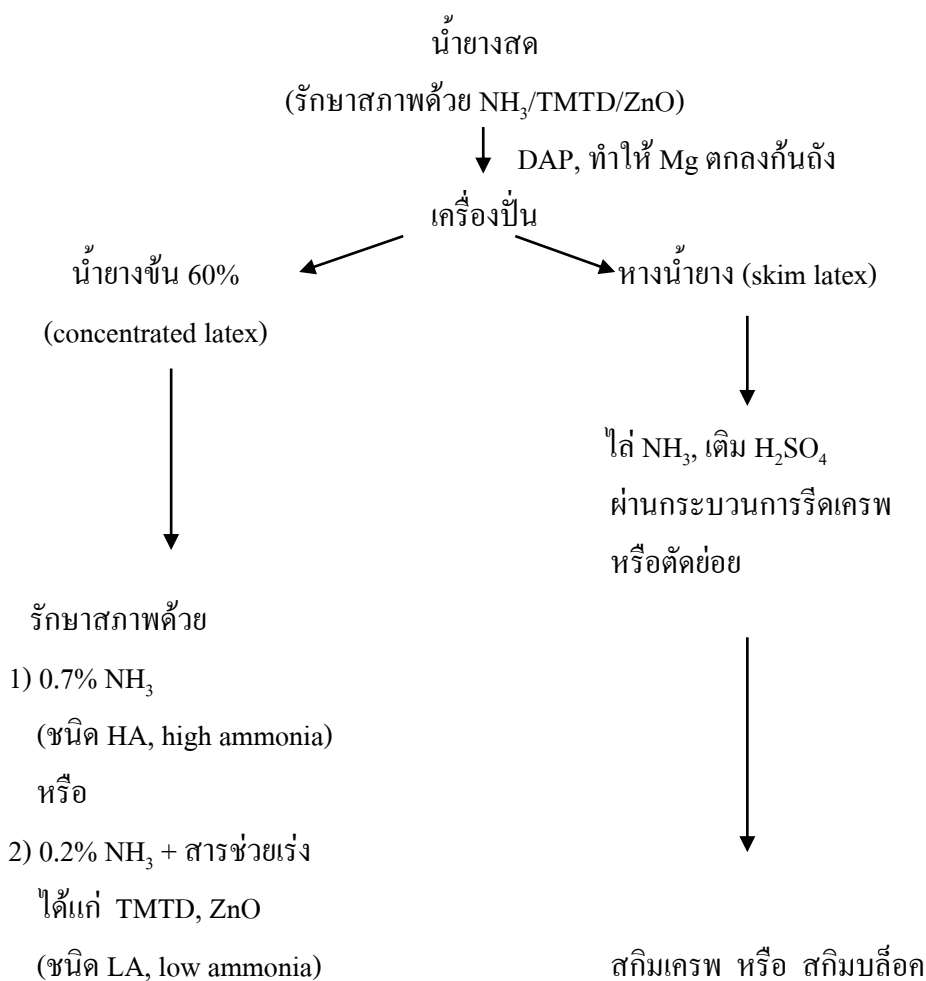 น้ำยางสด
(รักษาสภาพด้วย NH₃/TMTD/ZnO)
DAP, ทำให้ Mg ตกลงก้นถัง
เครื่องปั่น
น้ำยางข้น 60%
(concentrated latex)
หางน้ำยาง (skim latex)
ไล่ NH₃, เติม H₂SO₄
ผ่านกระบวนการรีดเครพ
หรือตัดย่อย
รักษาสภาพด้วย
1) 0.7% NH₃
(ชนิด HA, high ammonia)
หรือ
2) 0.2% NH₃ + สารช่วยเร่ง
ได้แก่ TMTD, ZnO
(ชนิด LA, low ammonia)
สกิมเครพ หรือ สกิมบล็อค